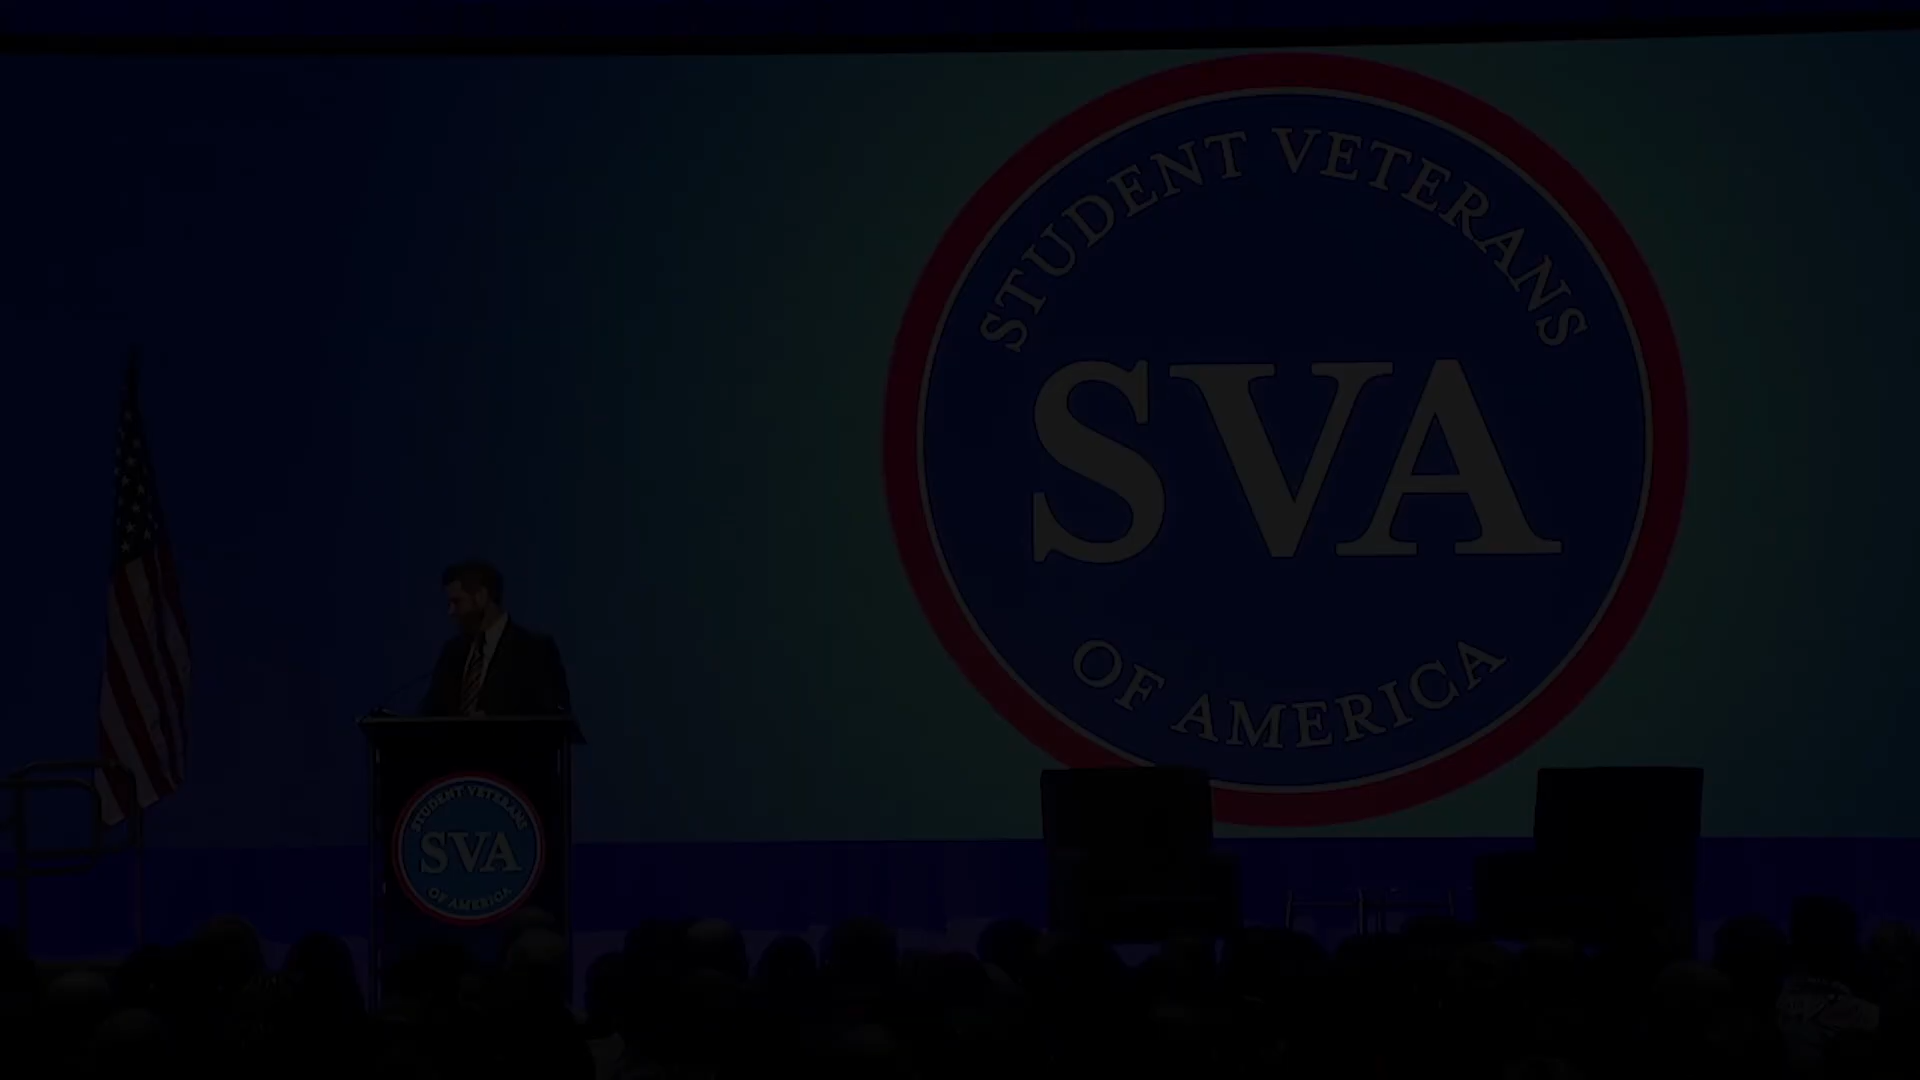 STUDENT VETERANS
SVA
OF AMERICA
STUDENT VETERANS
SVA
OF AMERICA